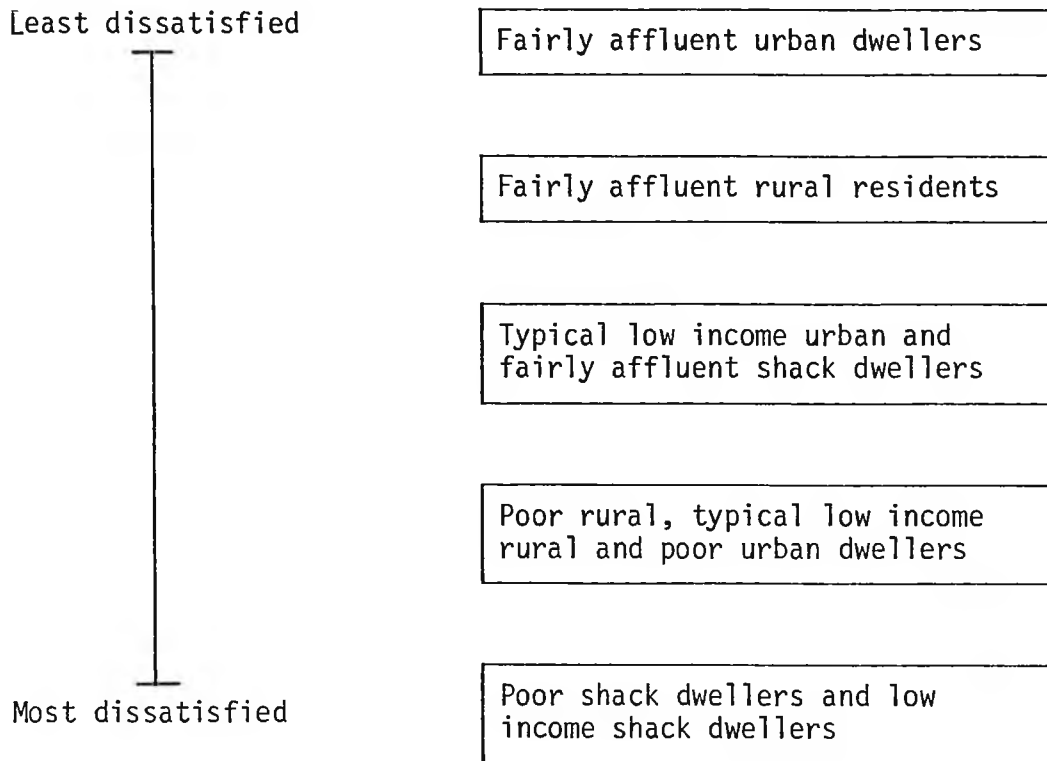 Least dissatisfied
Fairly affluent urban dwellers
Fairly affluent rural residents
Typical low income urban and
fairly affluent shack dwellers
Poor rural, typical low income
rural and poor urban dwellers
Most dissatisfied
Poor shack dwellers and low
income shack dwellers